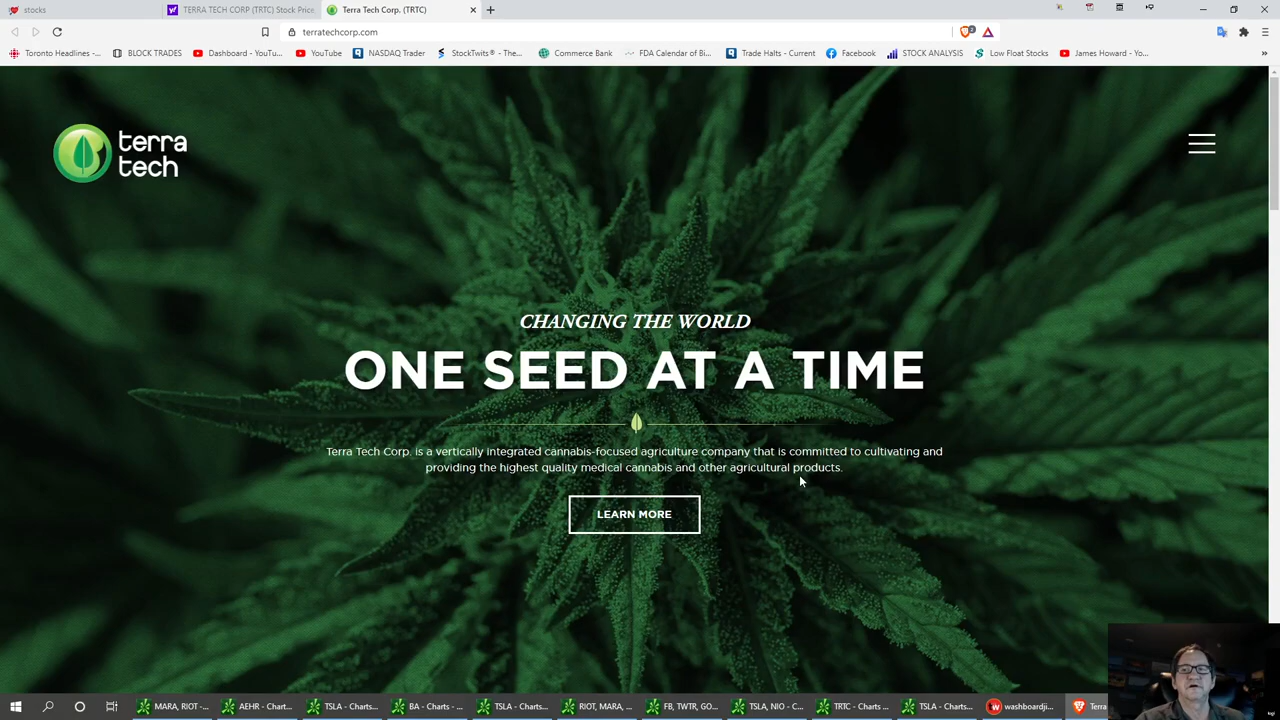 stocks
TERRA TECH CORP (TRTC) Stock Price,
Terra Tech Corp. (TRTC)
terratechcorp.com
Toronto Headlines -...
BLOCK TRADES
Dashboard - YouTu...
YouTube
NASDAQ Trader
StockTwits® - The...
Commerce Bank
FDA Calendar of Bi...
Trade Halts - Current
Facebook
STOCK ANALYSIS
Low Float Stocks
James Howard - Yo...
terra
tech
CHANGING THE WORLD
ONE SEED AT A TIME
Terra Tech Corp. is a vertically integrated cannabis-focused agriculture company that is committed to cultivating and
providing the highest quality medical cannabis and other agricultural products.
LEARN MORE
MARA, RIOT -...
AEHR - Chart...
TSLA - Charts...
BA - Charts - ...
TSLA - Charts...
RIOT, MARA, ...
FB, TWTR, GO...
TSLA, NIO - C...
TRTC - Charts ...
TSLA - Charts...
washboardji...
Terra